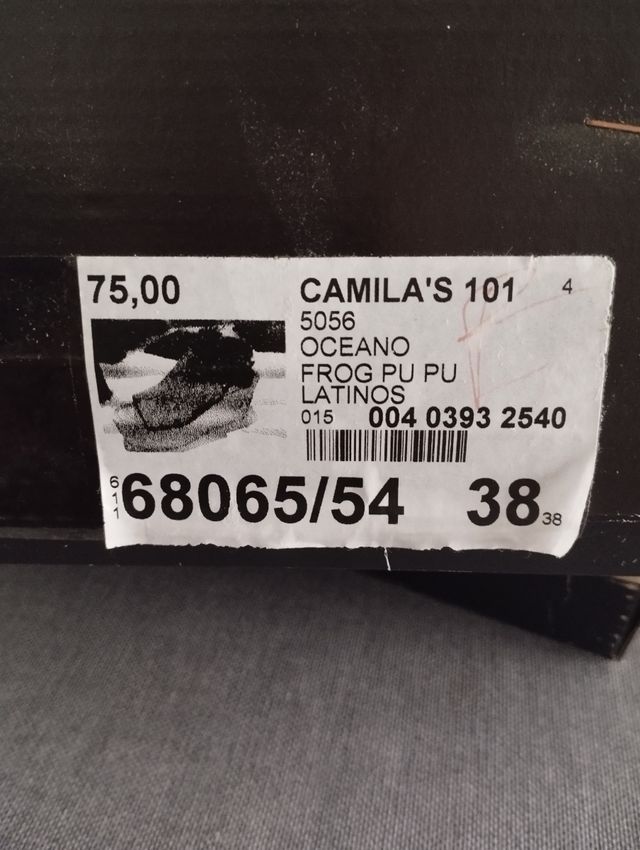 75,00
CAMILA'S 101 4
5056
OCEANO
FROG PU PU
LATINOS
015 004 0393 2540
611
68065/54 38 38